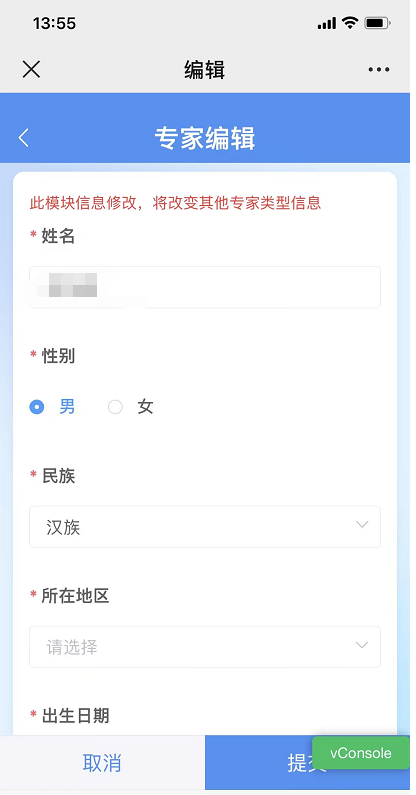 13:55
编辑
专家编辑
此模块信息修改，将改变其他专家类型信息
* 姓名
* 性别
男 女
* 民族
汉族
* 所在地区
请选择
* 出生日期
取消
提交
vConsole